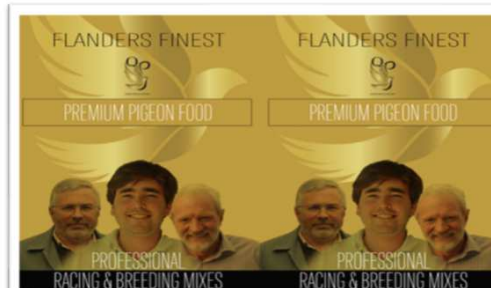 FLANDERS FINEST
PREMIUM PIGEON FOOD
PROFESSIONAL
RACING & BREEDING MIXES
FLANDERS FINEST
PREMIUM PIGEON FOOD
PROFESSIONAL
RACING & BREEDING MIXES